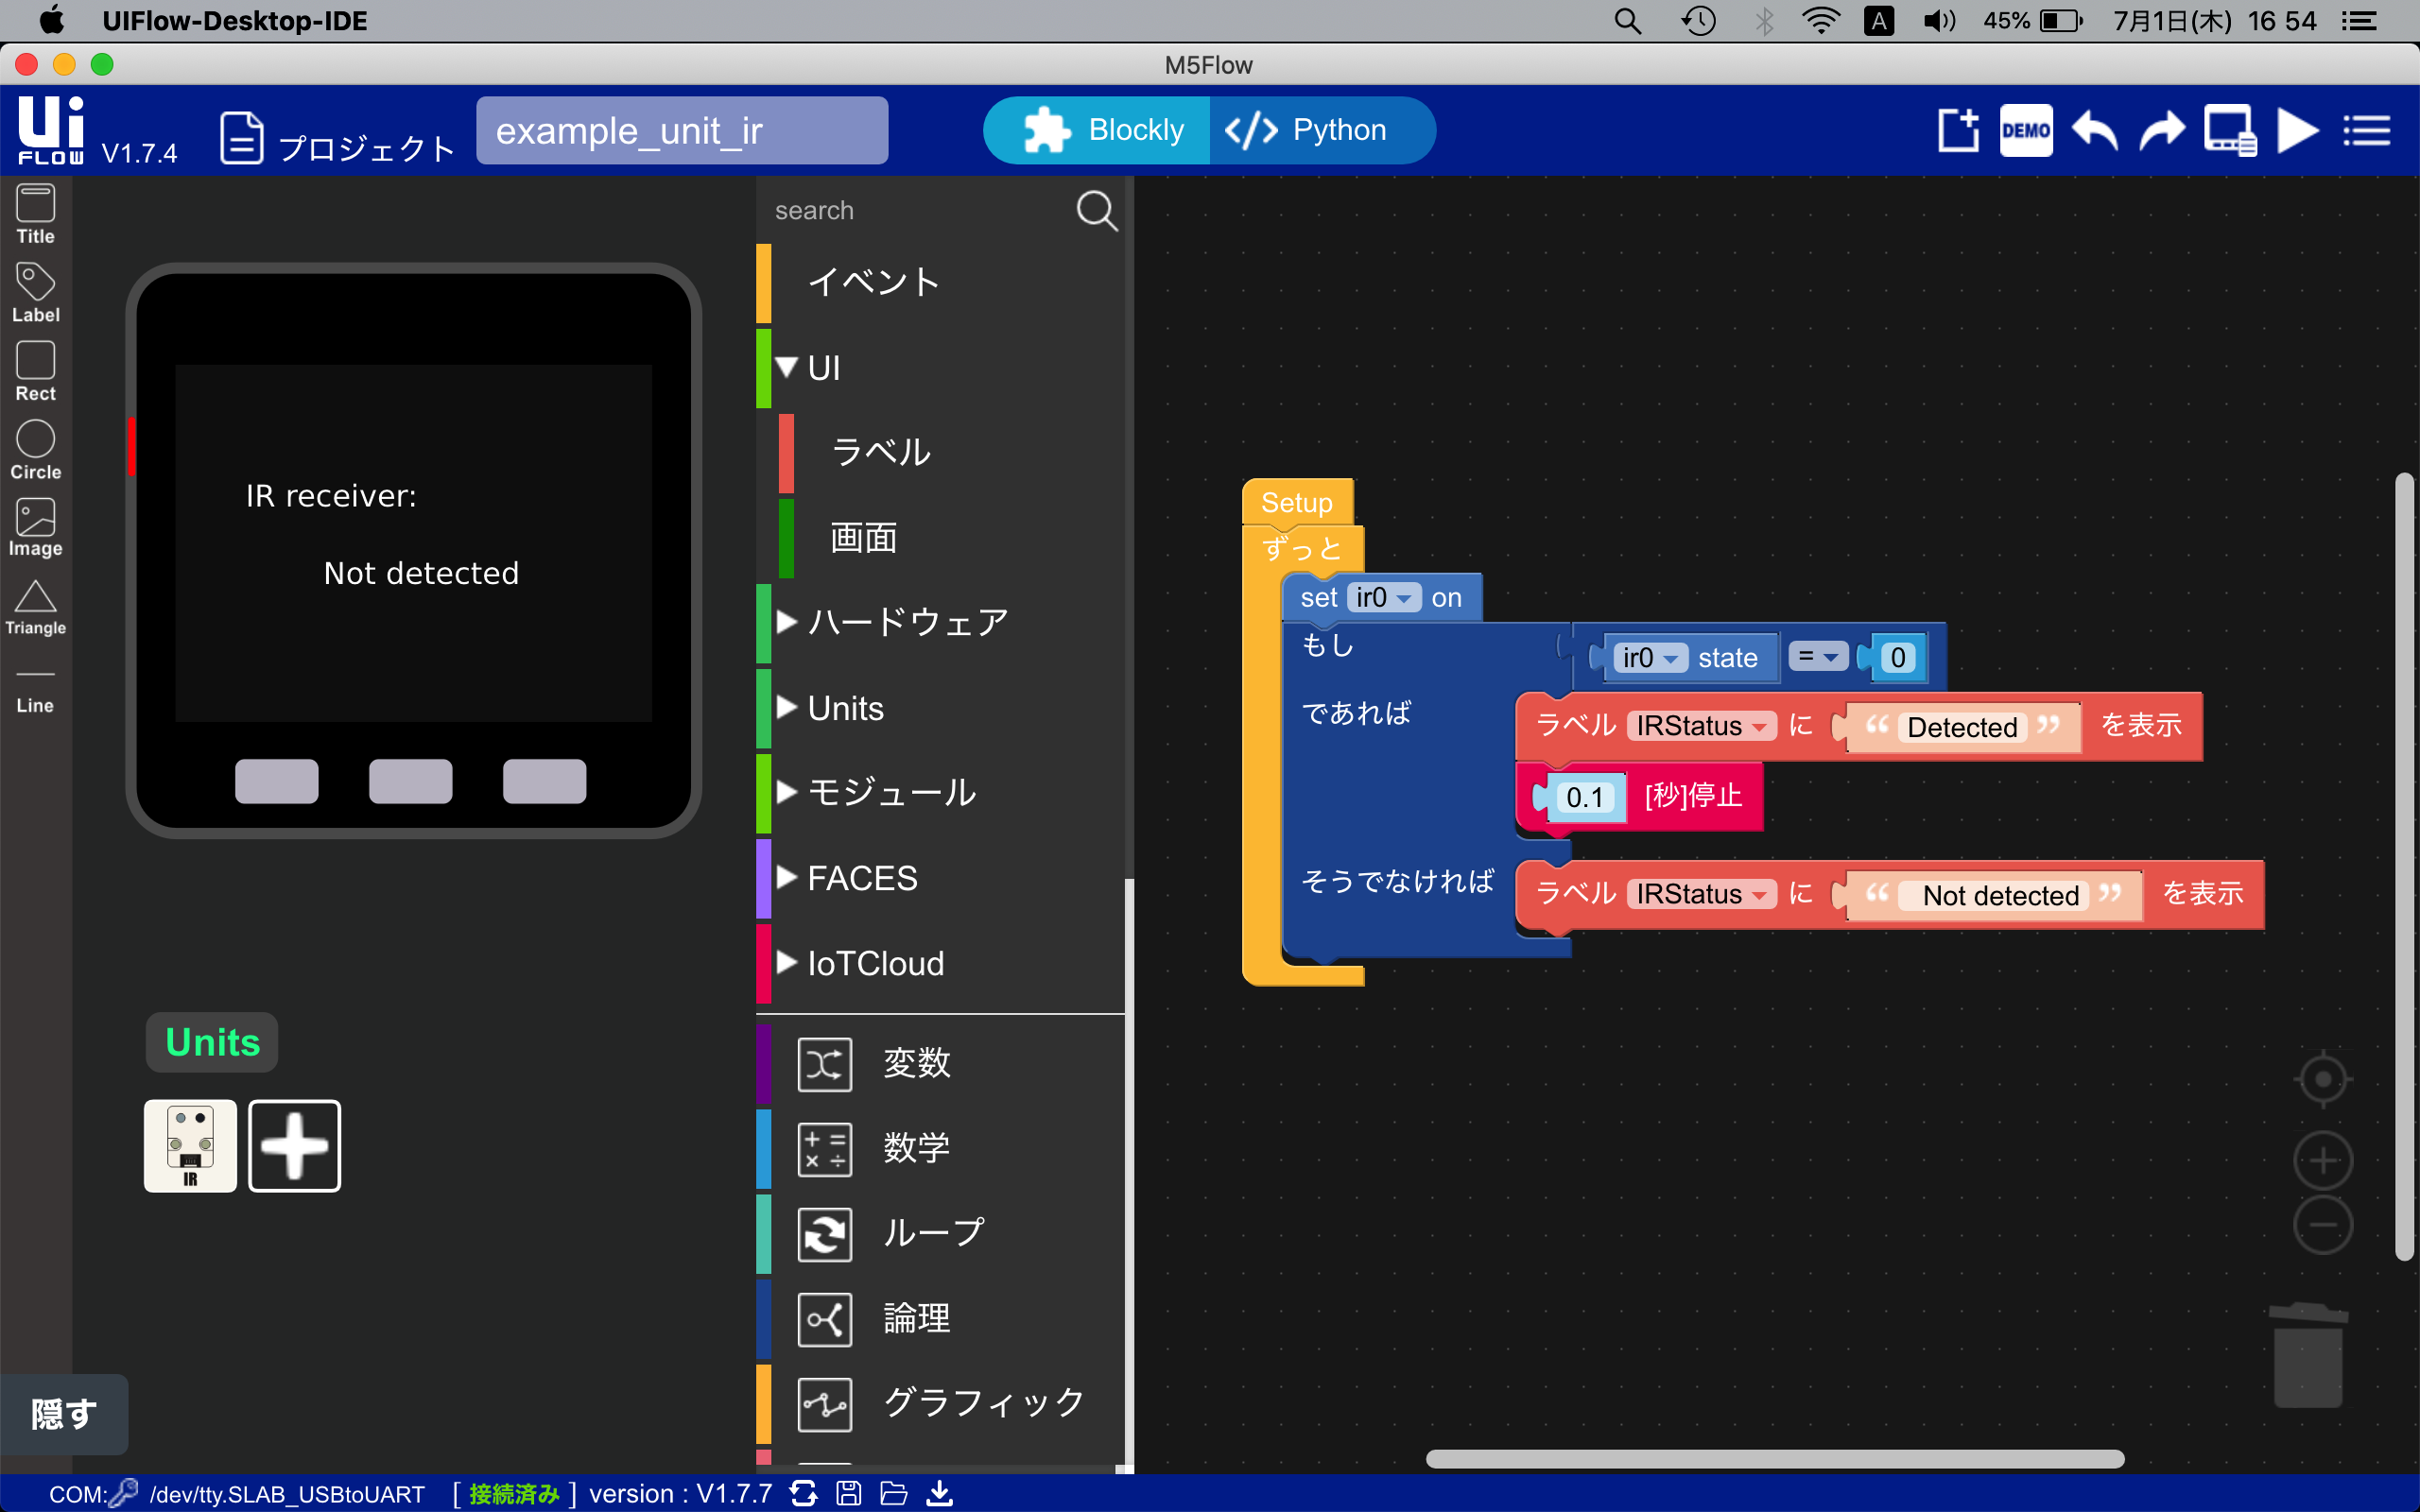 UIFlow-Desktop-IDE
A 45% 7月1日(木) 16 54
M5Flow
Ui FLOW V1.7.4 プロジェクト example_unit_ir Blockly </> Python DEMO
Title
Label
Rect
Circle
Image
Triangle
Line
IR receiver:
Not detected
Units
IR
隠す
search
イベント
UI
ラベル
画面
ハードウェア
Units
モジュール
FACES
IoTCloud
変数
数学
ループ
論理
グラフィック
Setup
ずっと
set ir0 on
もし ir0 state = 0
であれば ラベル IRStatus に “ Detected ” を表示
0.1 [秒]停止
そうでなければ ラベル IRStatus に “ Not detected ” を表示
COM: /dev/tty.SLAB_USBtoUART [ 接続済み ] version : V1.7.7